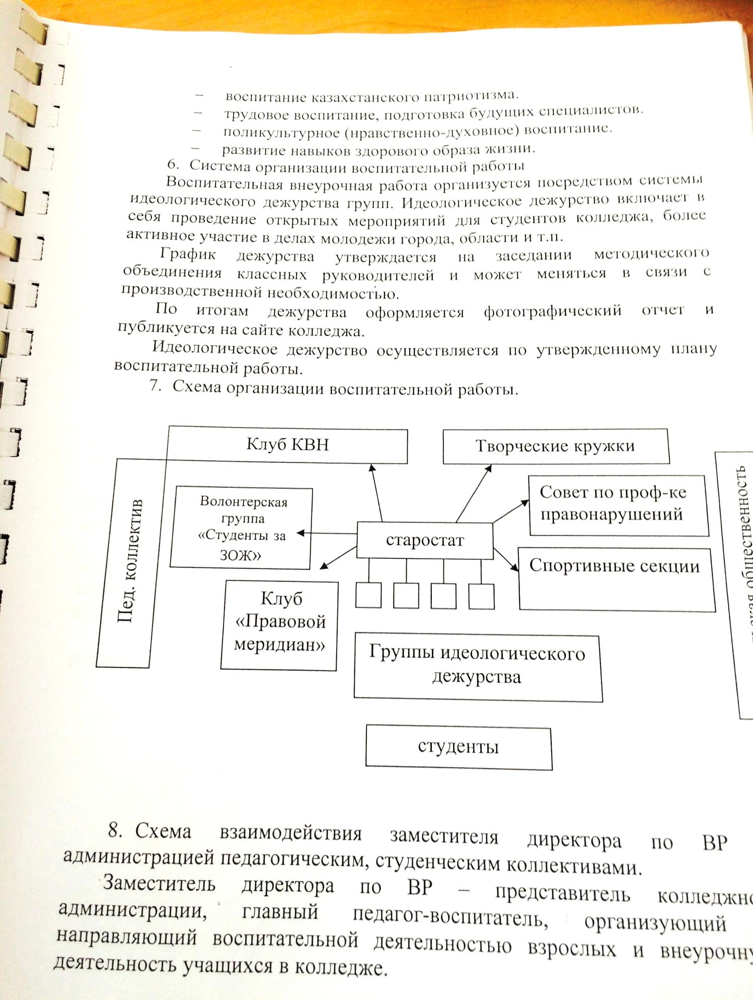 – воспитание казахстанского патриотизма.
– трудовое воспитание, подготовка будущих специалистов.
– поликультурное (нравственно-духовное) воспитание.
– развитие навыков здорового образа жизни.
6. Система организации воспитательной работы
Воспитательная внеурочная работа организуется посредством системы
идеологического дежурства групп. Идеологическое дежурство включает в
себя проведение открытых мероприятий для студентов колледжа, более
активное участие в делах молодежи города, области и т.п.
График дежурства утверждается на заседании методического
объединения классных руководителей и может меняться в связи с
производственной необходимостью.
По итогам дежурства оформляется фотографический отчет и
публикуется на сайте колледжа.
Идеологическое дежурство осуществляется по утвержденному плану
воспитательной работы.
7. Схема организации воспитательной работы.
Клуб КВН
Творческие кружки
Пед. коллектив
Волонтерская
группа
«Студенты за
ЗОЖ»
старостат
Совет по проф-ке
правонарушений
Спортивные секции
общественность
Клуб
«Правовой
меридиан»
Группы идеологического
дежурства
студенты
8. Схема взаимодействия заместителя директора по ВР
администрацией педагогическим, студенческим коллективами.
Заместитель директора по ВР – представитель
администрации, главный педагог-воспитатель, организующий
направляющий воспитательной деятельностью взрослых и
деятельность учащихся в колледже.